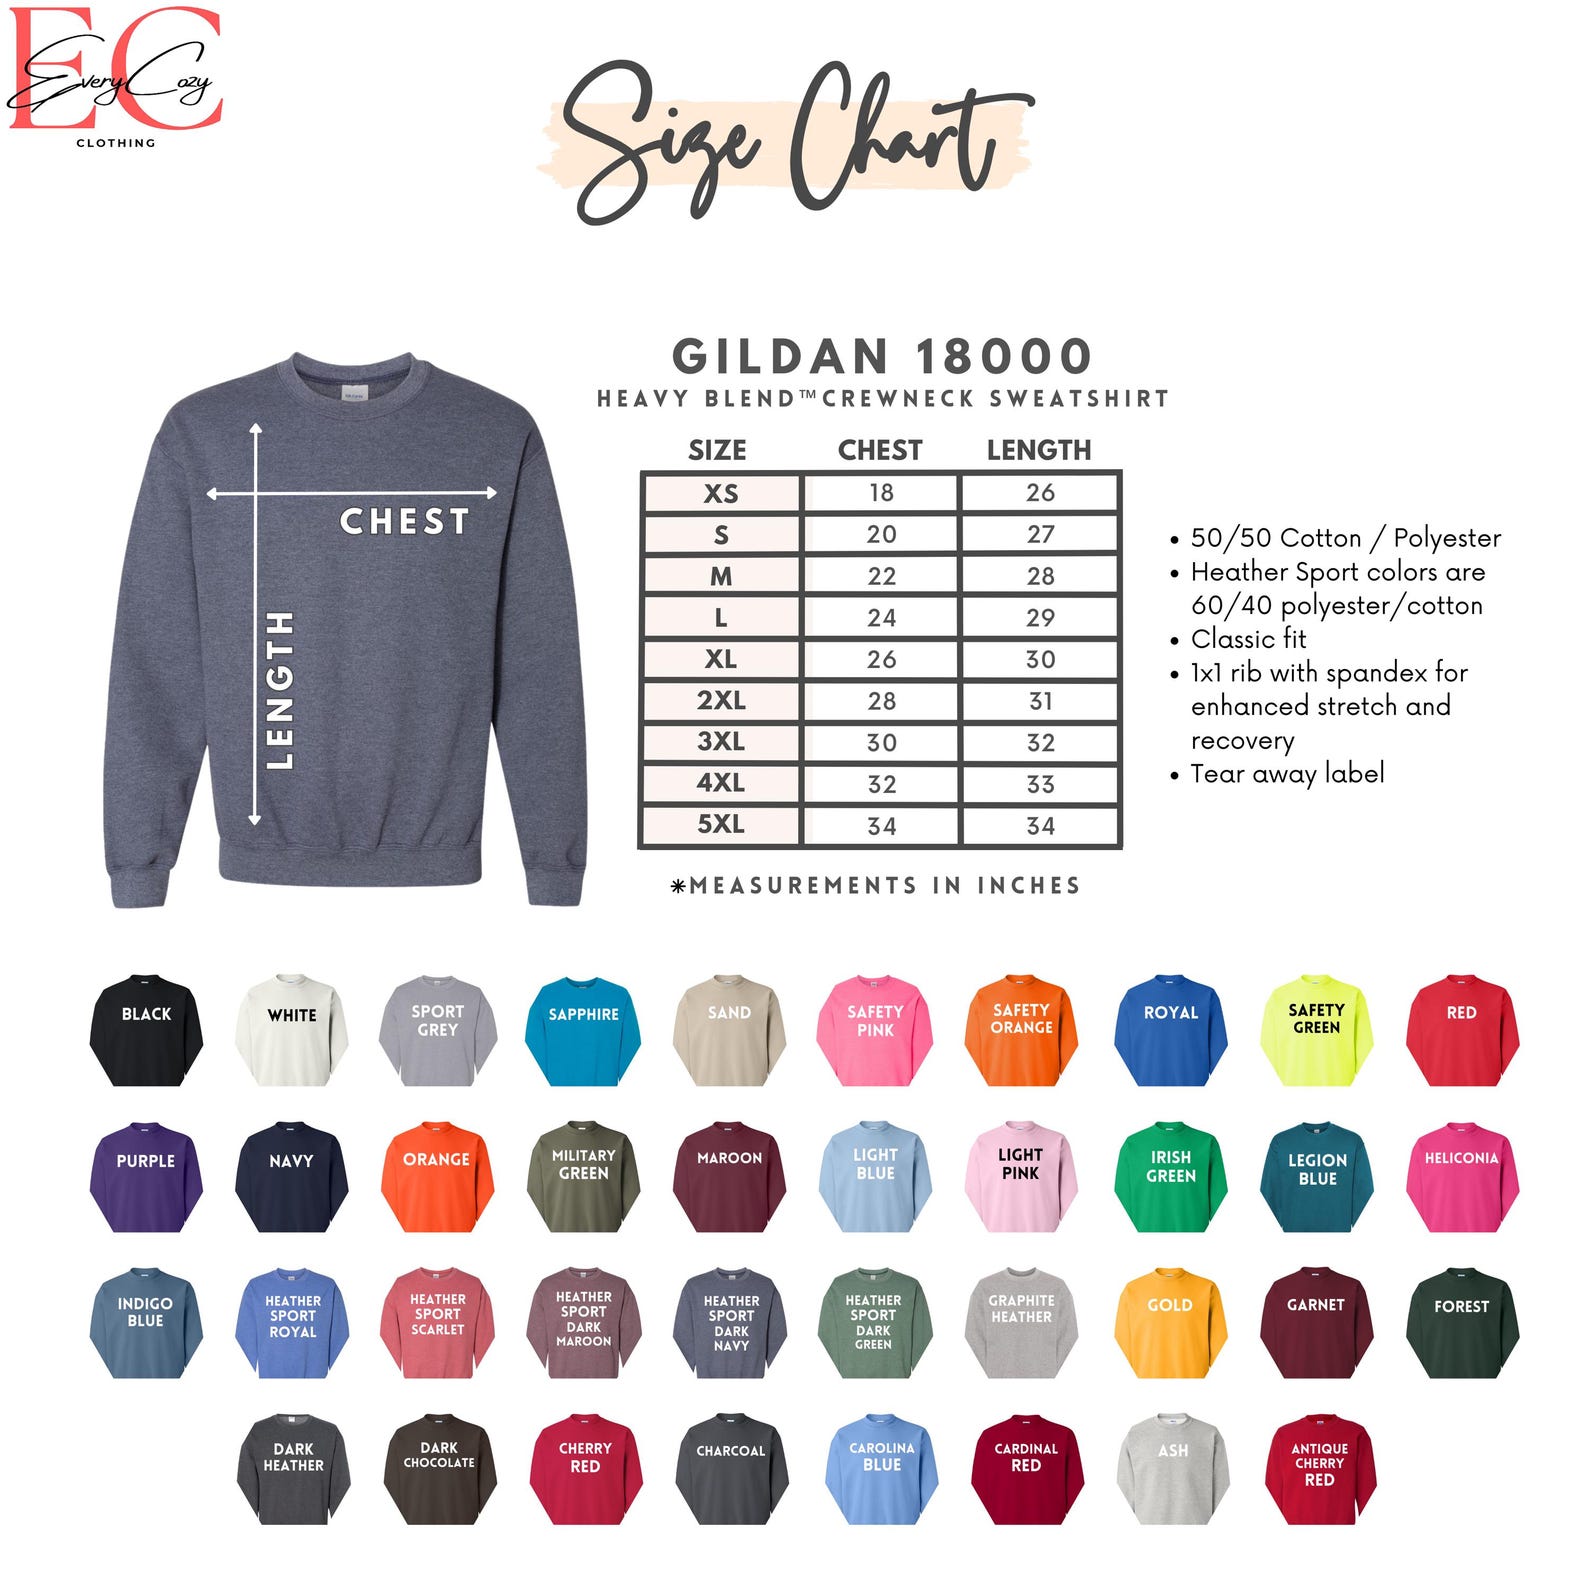 EC
EveryCozy
CLOTHING
Size Chart
GILDAN 18000
HEAVY BLEND™ CREWNECK SWEATSHIRT
SIZE CHEST LENGTH
XS 18 26
S 20 27
M 22 28
L 24 29
XL 26 30
2XL 28 31
3XL 30 32
4XL 32 33
5XL 34 34
*MEASUREMENTS IN INCHES
CHEST
LENGTH
• 50/50 Cotton / Polyester
• Heather Sport colors are
60/40 polyester/cotton
• Classic fit
• 1x1 rib with spandex for
enhanced stretch and
recovery
• Tear away label
BLACK
WHITE
SPORT
GREY
SAPPHIRE
SAND
SAFETY
PINK
SAFETY
ORANGE
ROYAL
SAFETY
GREEN
RED
PURPLE
NAVY
ORANGE
MILITARY
GREEN
MAROON
LIGHT
BLUE
LIGHT
PINK
IRISH
GREEN
LEGION
BLUE
HELICONIA
INDIGO
BLUE
HEATHER
SPORT
ROYAL
HEATHER
SPORT
SCARLET
HEATHER
SPORT
DARK
MAROON
HEATHER
SPORT
DARK
NAVY
HEATHER
SPORT
DARK
GREEN
GRAPHITE
HEATHER
GOLD
GARNET
FOREST
DARK
HEATHER
DARK
CHOCOLATE
CHERRY
RED
CHARCOAL
CAROLINA
BLUE
CARDINAL
RED
ASH
ANTIQUE
CHERRY
RED